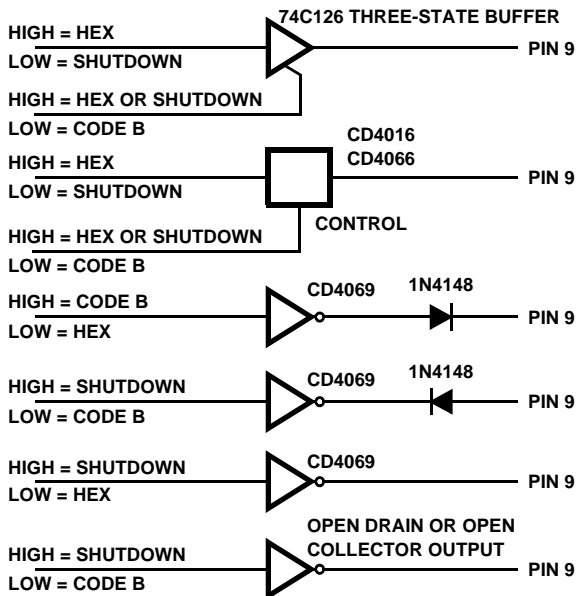 74C126 THREE-STATE BUFFER
HIGH = HEX
LOW = SHUTDOWN
PIN 9
HIGH = HEX OR SHUTDOWN
LOW = CODE B
CD4016
CD4066
HIGH = HEX
LOW = SHUTDOWN
PIN 9
CONTROL
HIGH = HEX OR SHUTDOWN
LOW = CODE B
CD4069
1N4148
HIGH = CODE B
LOW = HEX
PIN 9
CD4069
1N4148
HIGH = SHUTDOWN
LOW = CODE B
PIN 9
CD4069
HIGH = SHUTDOWN
LOW = HEX
PIN 9
OPEN DRAIN OR OPEN
COLLECTOR OUTPUT
HIGH = SHUTDOWN
LOW = CODE B
PIN 9